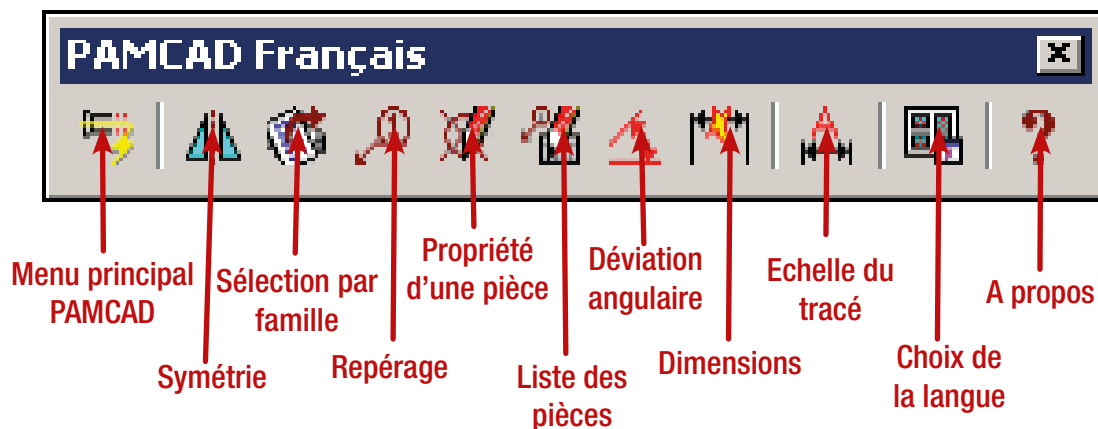 PAMCAD Français
Menu principal
PAMCAD
Symétrie
Sélection par
famille
Repérage
Propriété
d'une pièce
Liste des
pièces
Déviation
angulaire
Dimensions
Echelle du
tracé
Choix de
la langue
A propos